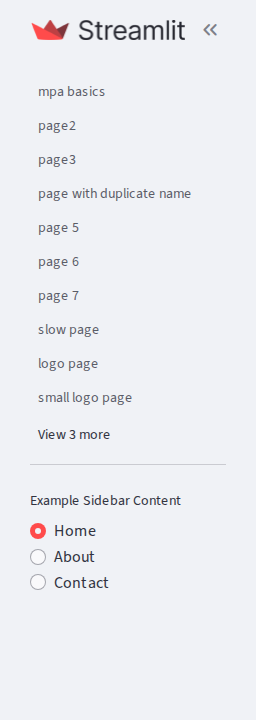 Streamlit
mpa basics
page2
page3
page with duplicate name
page 5
page 6
page 7
slow page
logo page
small logo page
View 3 more
Example Sidebar Content
Home
About
Contact